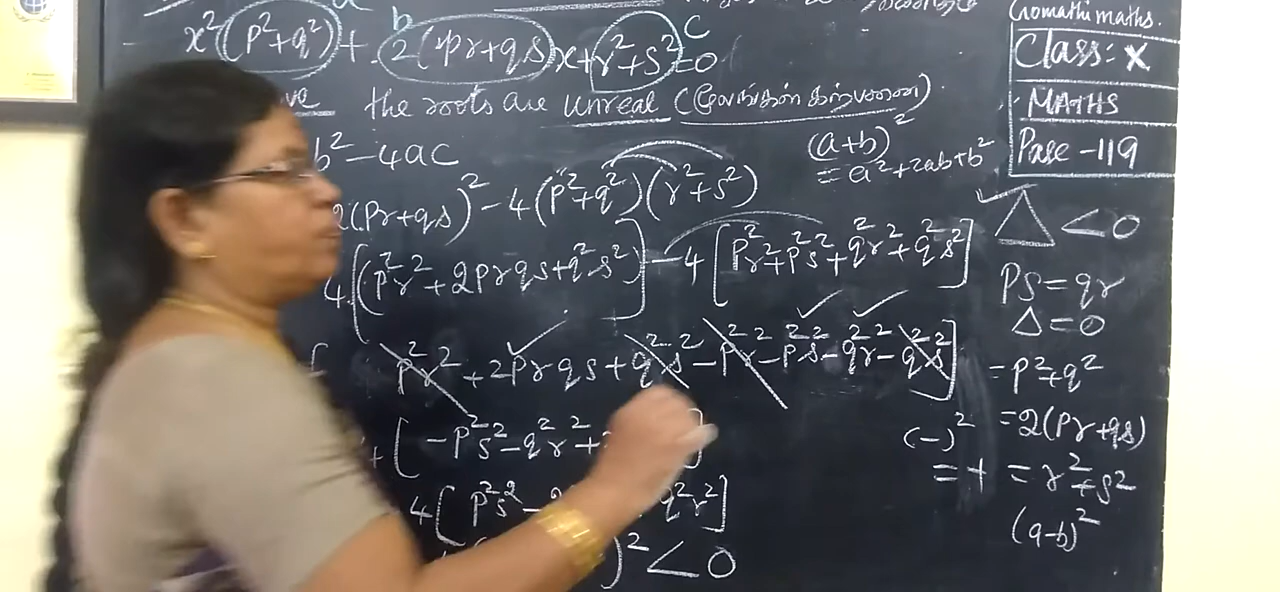 Gomathi maths.
Class: X
MATHS
Page -119
a b c
x²(p²+q²)+ 2(pr+qs)x+r²+s²=0
the roots are unreal
b²-4ac
(a+b)²
= a²+2ab+b²
2(pr+qs)²-4(p²+q²)(r²+s²)
4[(p²r²+2prqs+q²s²)]-4[p²r²+p²s²+q²r²+q²s²]
p²r²+2prqs+q²s²-p²r²-p²s²-q²r²-q²s²]
[-p²s²-q²r²+
4[p²s²- q²r²]
)²<0
△<0
ps=qr
△=0
=p²+q²
=2(pr+qs)
=r²+s²
(-)²
=+
(a-b)²